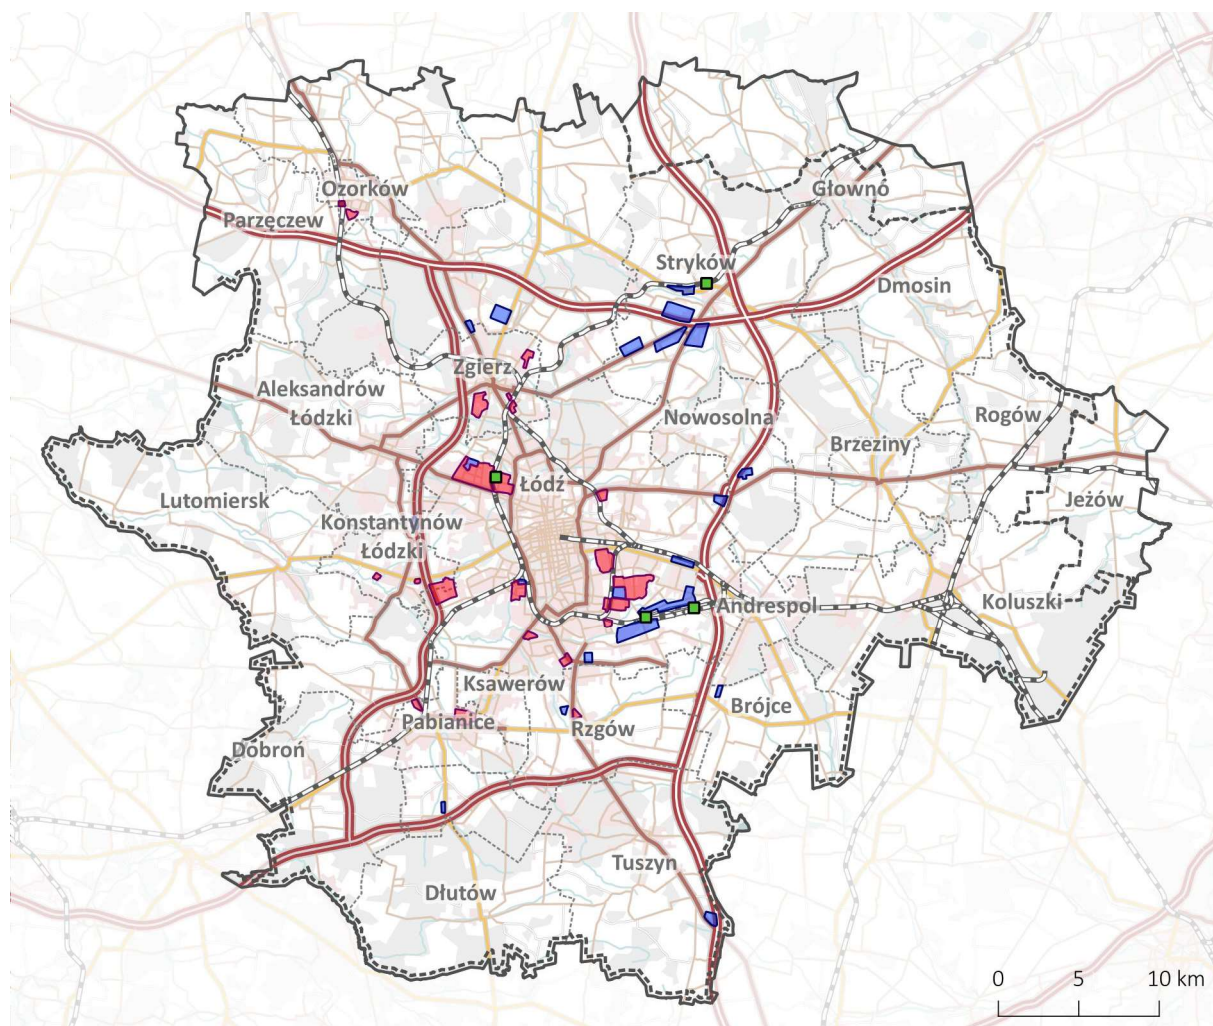 Ozorków
Głownó
Parzęczew
Stryków
Dmosin
Zgierz
Aleksandrów
Łódzki
Nowosolna
Rogów
Brzeziny
Lutomiersk
Łódź
Jeżów
Konstantynów
Łódzki
Andrespol
Koluszki
Ksawerów
Brójce
Pabianice
Rzgów
Dobroń
Tuszyn
Dłutów
0 5 10 km